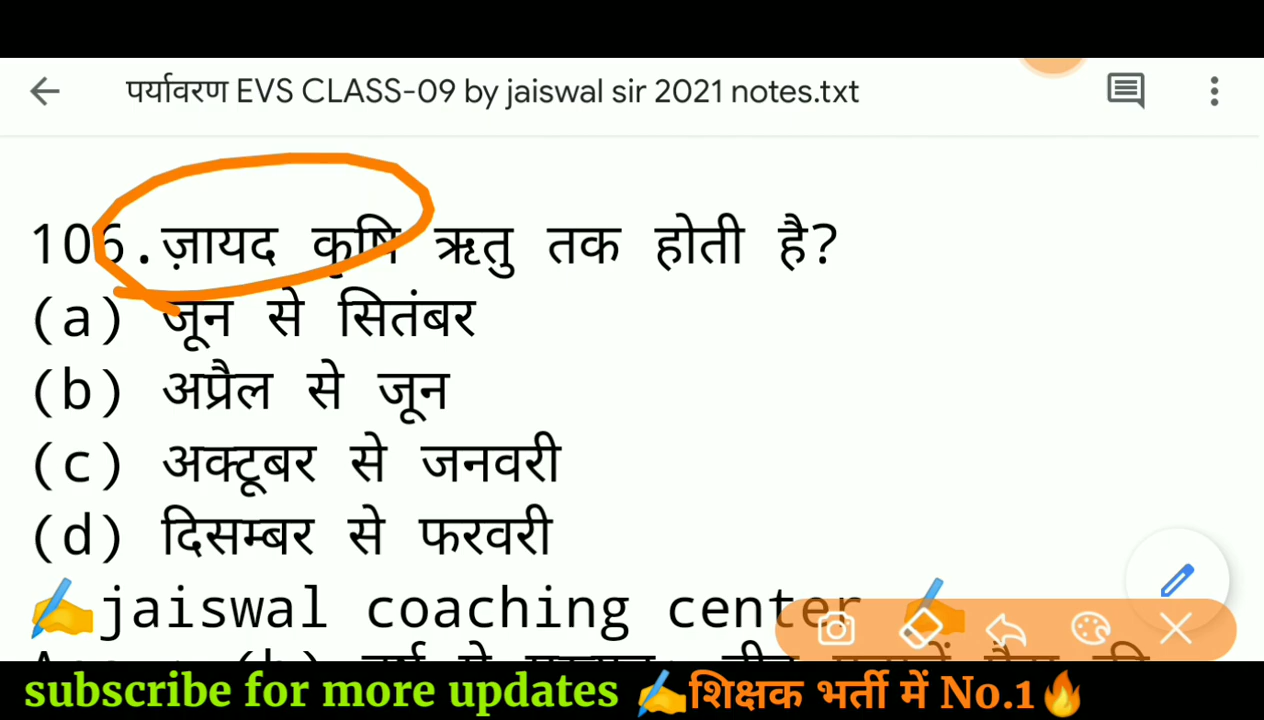 पर्यावरण EVS CLASS-09 by jaiswal sir 2021 notes.txt
106.ज़ायद कृषि ऋतु तक होती है?
(a) जून से सितंबर
(b) अप्रैल से जून
(c) अक्टूबर से जनवरी
(d) दिसम्बर से फरवरी
✍jaiswal coaching center ✍
subscribe for more updates ✍शिक्षक भर्ती में No.1🔥